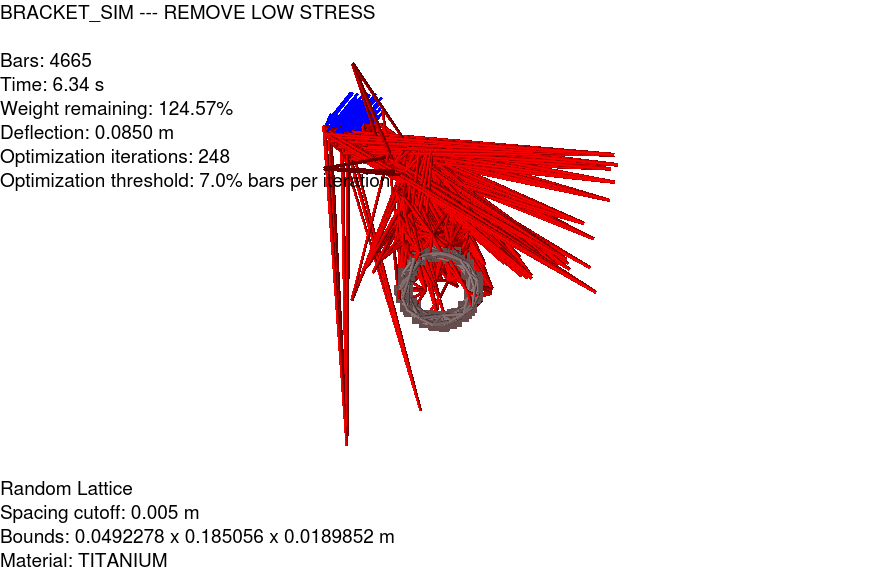 BRACKET_SIM --- REMOVE LOW STRESS
Bars: 4665
Time: 6.34 s
Weight remaining: 124.57%
Deflection: 0.0850 m
Optimization iterations: 248
Optimization threshold: 7.0% bars per iteration
Random Lattice
Spacing cutoff: 0.005 m
Bounds: 0.0492278 x 0.185056 x 0.0189852 m
Material: TITANIUM